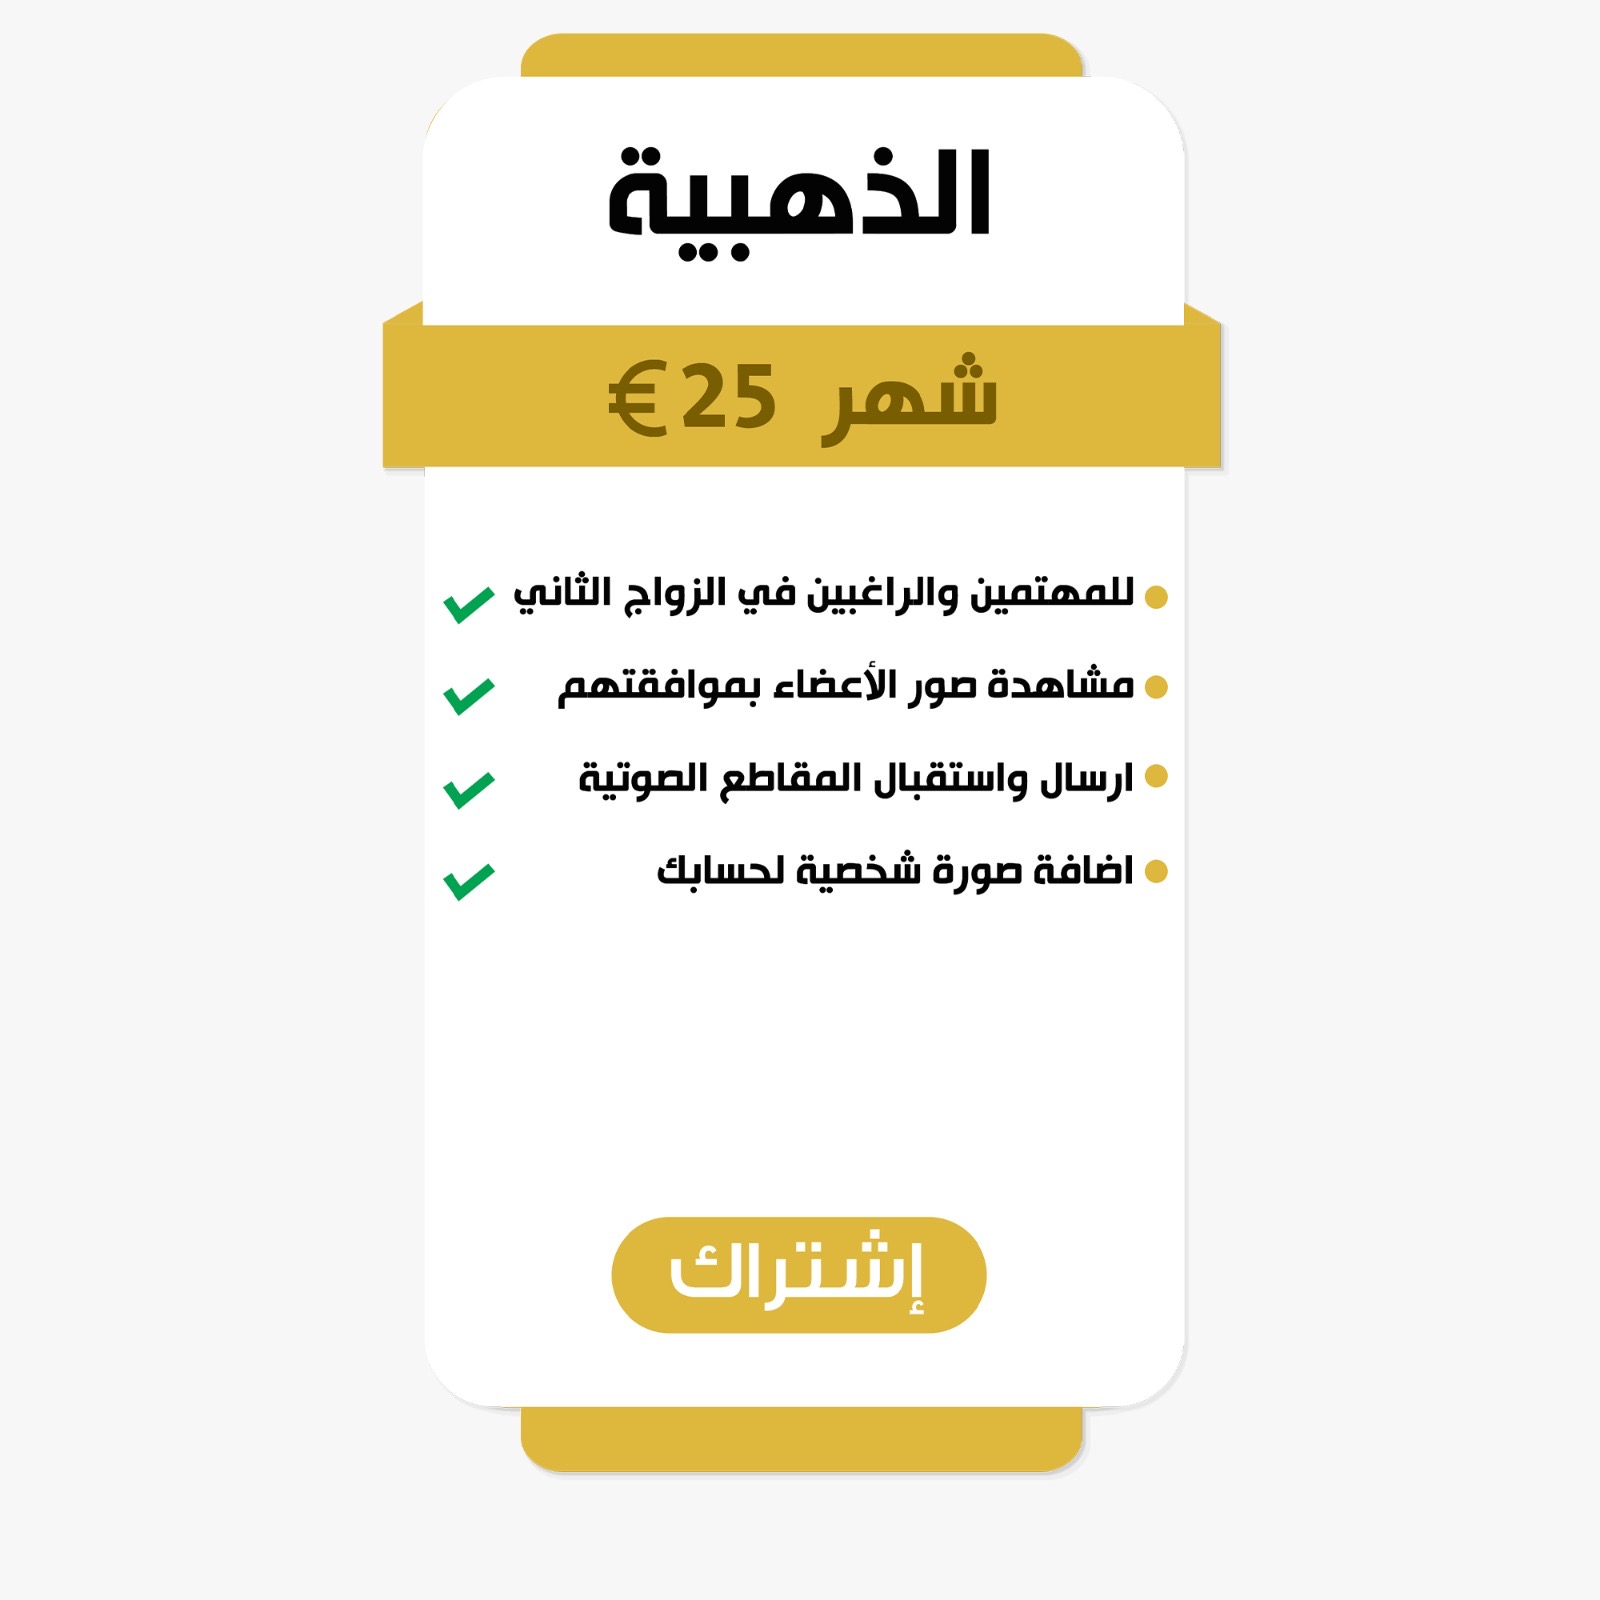 الذهبية
شهر 25€
للمهتمين والراغبين في الزواج الثاني
مشاهدة صور الأعضاء بموافقتهم
ارسال واستقبال المقاطع الصوتية
اضافة صورة شخصية لحسابك
إشتراك